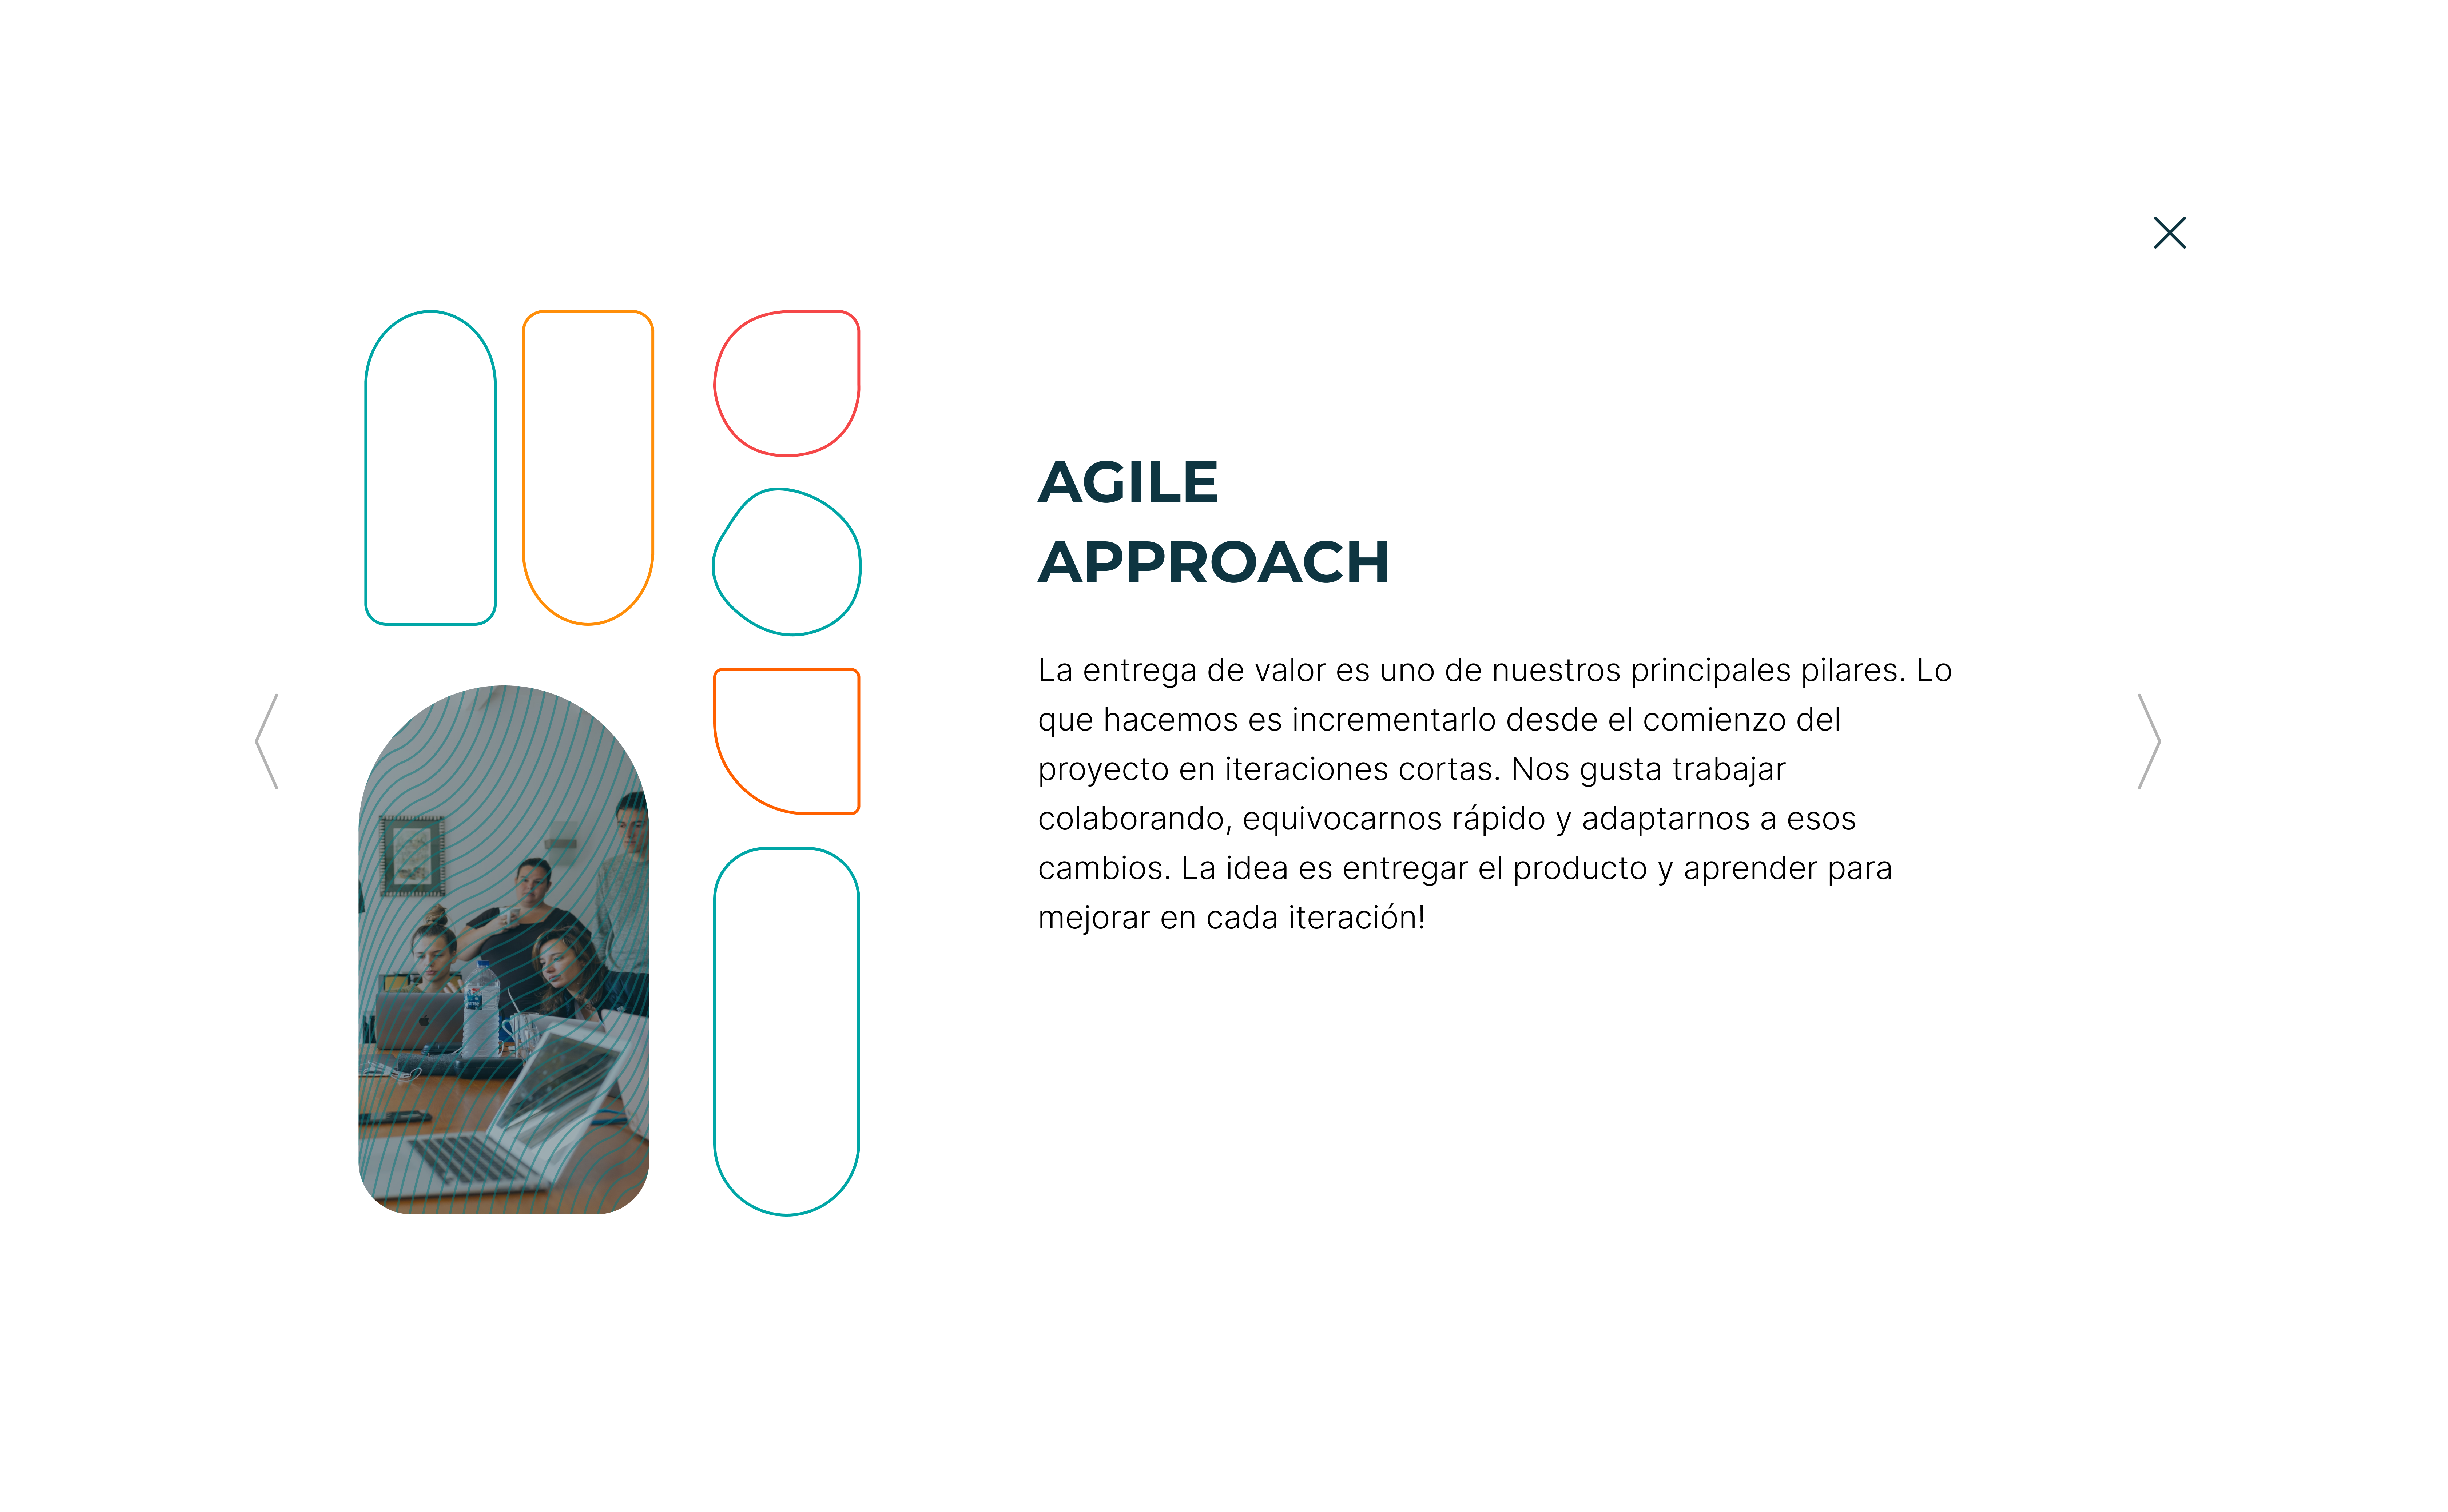 AGILE
APPROACH
La entrega de valor es uno de nuestros principales pilares. Lo
que hacemos es incrementarlo desde el comienzo del
proyecto en iteraciones cortas. Nos gusta trabajar
colaborando, equivocarnos rápido y adaptarnos a esos
cambios. La idea es entregar el producto y aprender para
mejorar en cada iteración!